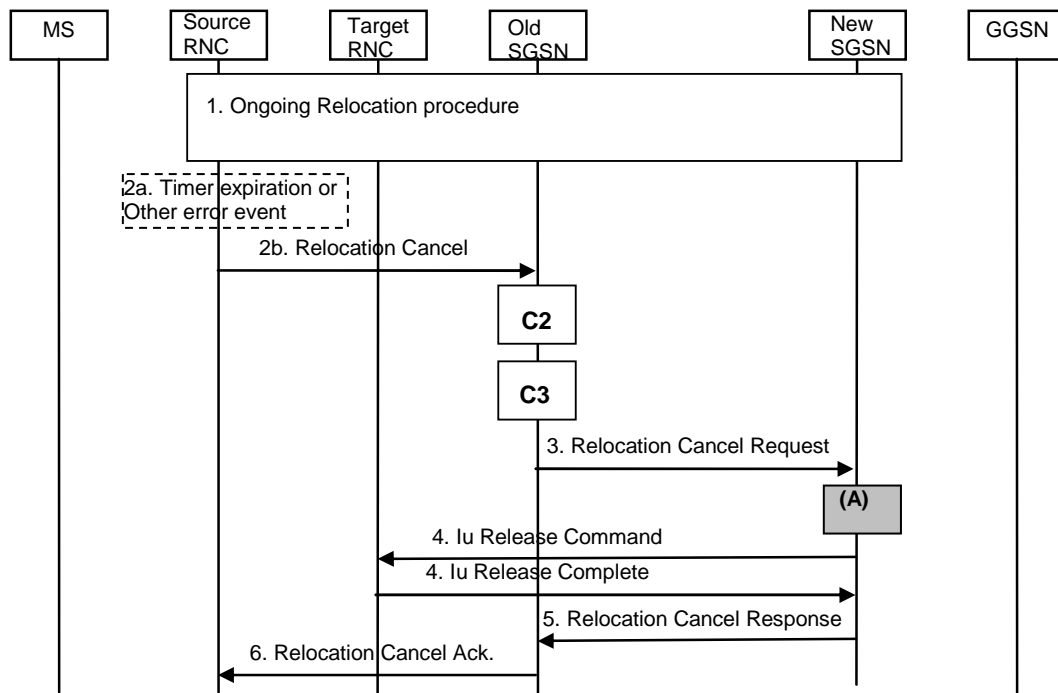 MS
Source
RNC
Target
RNC
Old
SGSN
New
SGSN
GGSN
1. Ongoing Relocation procedure
2a. Timer expiration or
Other error event
2b. Relocation Cancel
C2
C3
3. Relocation Cancel Request
(A)
4. Iu Release Command
4. Iu Release Complete
5. Relocation Cancel Response
6. Relocation Cancel Ack.